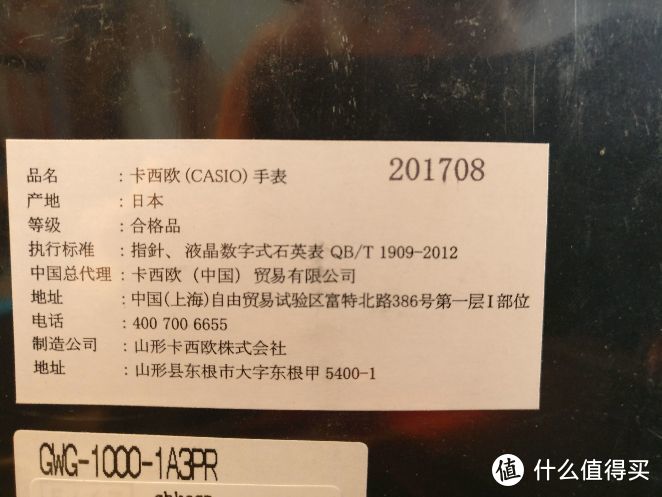 品名 : 卡西欧(CASIO)手表 201708
产地 : 日本
等级 : 合格品
执行标准 : 指針、液晶数字式石英表 QB/T 1909-2012
中国总代理 : 卡西欧（中国）贸易有限公司
地址 : 中国(上海)自由贸易试验区富特北路386号第一层I部位
电话 : 400 700 6655
制造公司 : 山形卡西欧株式会社
地址 : 山形县东根市大字东根甲 5400-1
GWG-1000-1A3PR
值 什么值得买